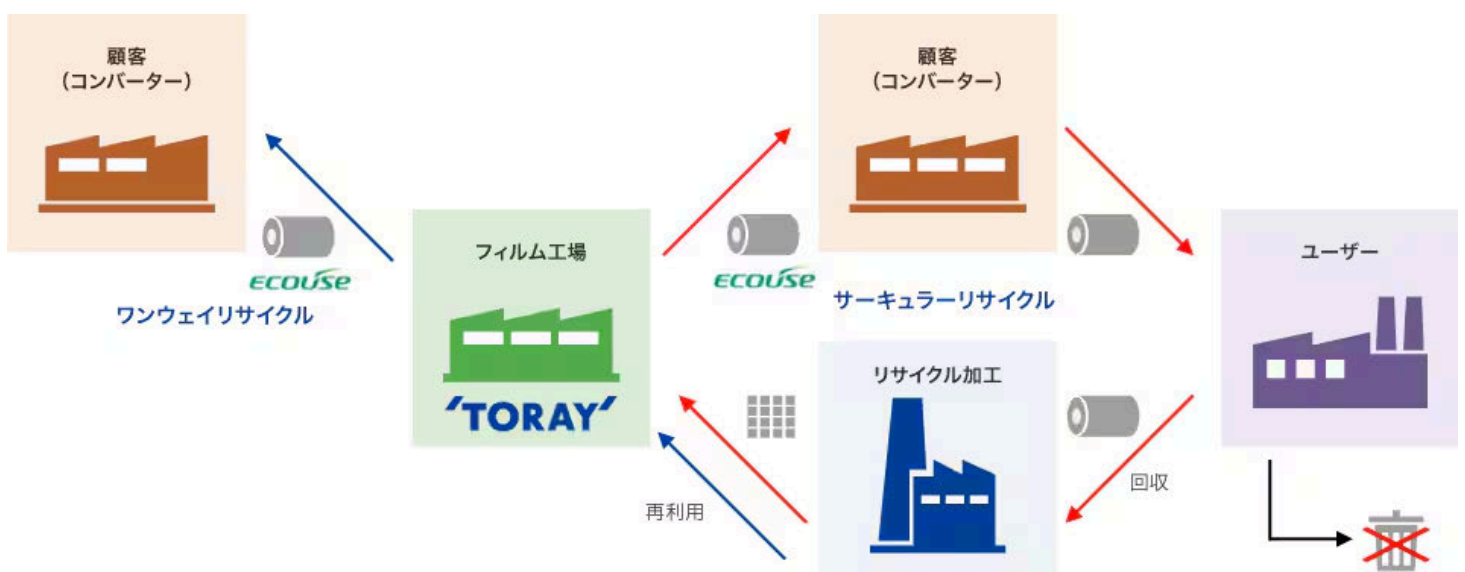 顧客
(コンバーター)
顧客
(コンバーター)
フィルム工場
ユーザー
ECOUSE
ECOUSE
ワンウェイリサイクル
サーキュラーリサイクル
リサイクル加工
'TORAY'
回収
再利用